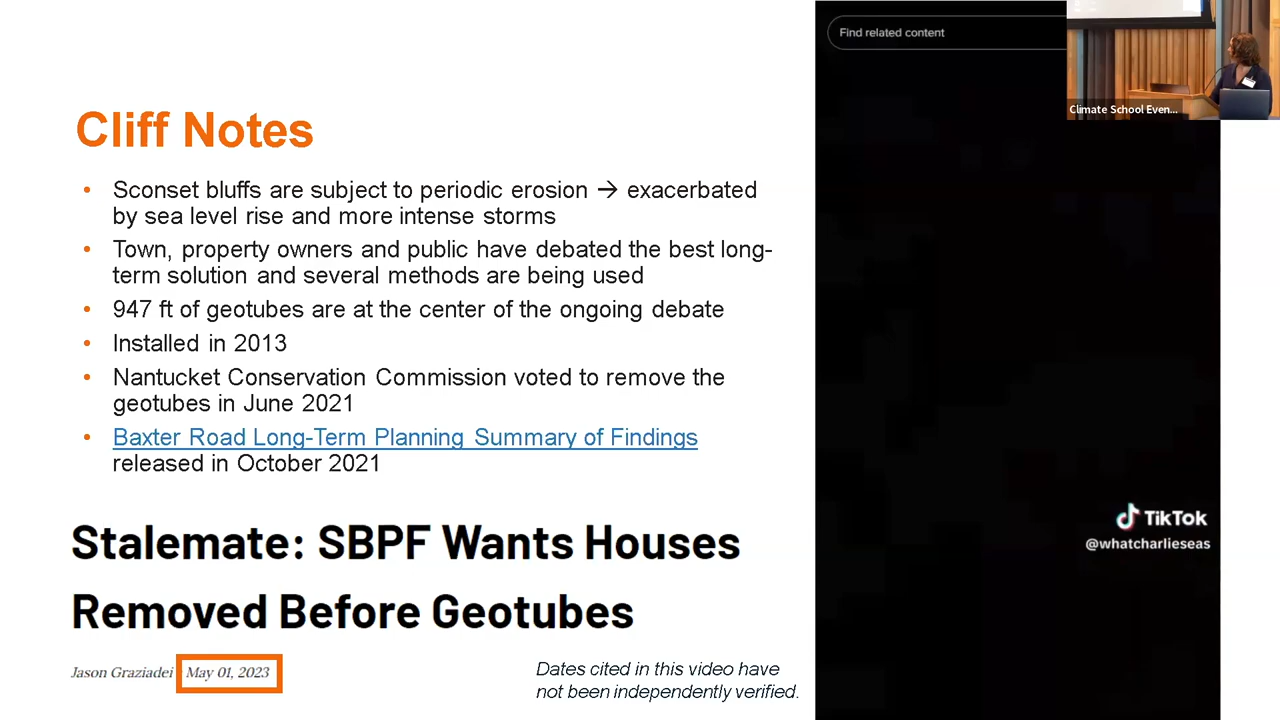 Cliff Notes
• Sconset bluffs are subject to periodic erosion → exacerbated
by sea level rise and more intense storms
• Town, property owners and public have debated the best long-
term solution and several methods are being used
• 947 ft of geotubes are at the center of the ongoing debate
• Installed in 2013
• Nantucket Conservation Commission voted to remove the
geotubes in June 2021
• Baxter Road Long-Term Planning Summary of Findings
released in October 2021
Stalemate: SBPF Wants Houses
Removed Before Geotubes
Jason Graziadei May 01, 2023
Dates cited in this video have
not been independently verified.
Find related content
Climate School Even...
TikTok
@whatcharlieseas